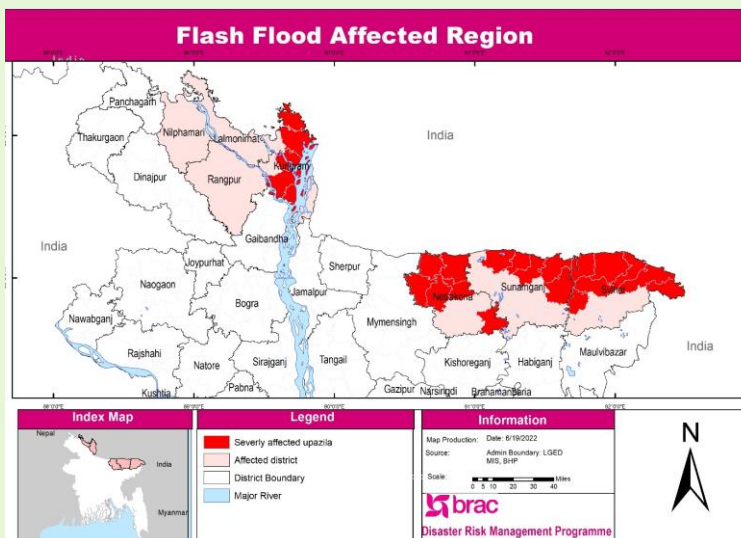 Flash Flood Affected Region
India
Panchagarh
Thakurgaon
Nilphamari
Lalmonirhat
Kurigram
India
Dinajpur
Rangpur
India
Gaibandha
Joypurhat
Sherpur
Naogaon
Jamalpur
Netrakona
Sunamganj
Sylhet
Bogra
Nawabganj
Mymensingh
Rajshahi
Natore
Sirajganj
Tangail
Kishoreganj
Habiganj
Maulvibazar
India
Kushtia
Pabna
Gazipur
Narsingdi
Brahamanbaria
Index Map
Nepal
India
Myanmar
Legend
Severly affected upazila
Affected district
District Boundary
Major River
Information
Map Production: Date: 6/19/2022
Source: Admin Boundary: LGED
MIS, BHP
Scale:
0 5 10 20 30 40 Miles
brac
Disaster Risk Management Programme
N